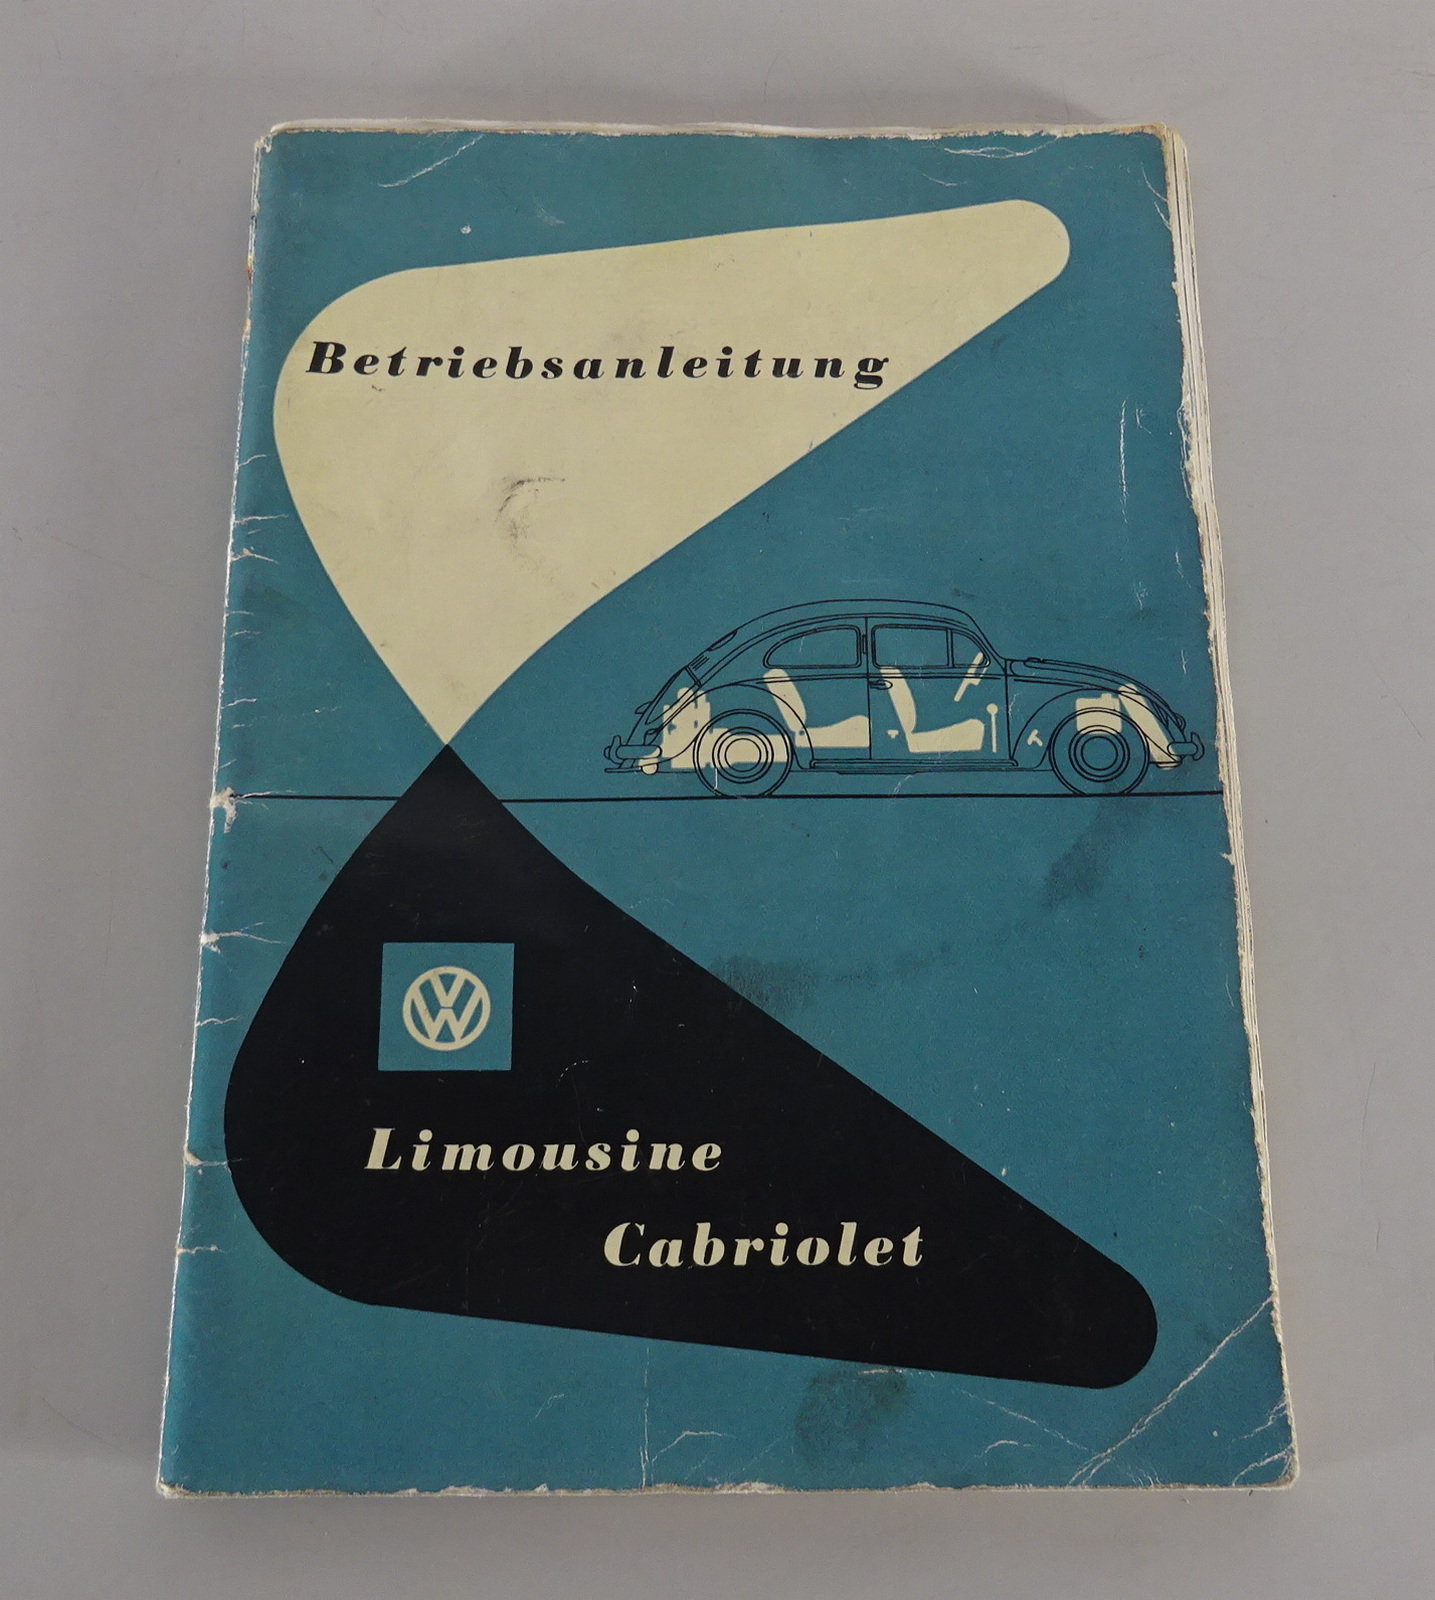 Betriebsanleitung
VW
Limousine
Cabriolet